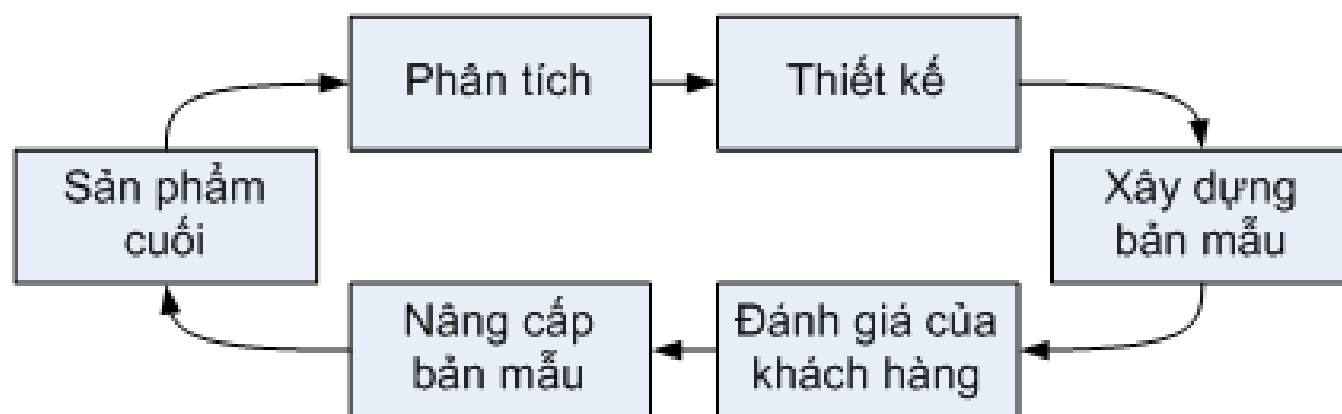 Phân tích
Thiết kế
Xây dựng
bản mẫu
Đánh giá của
khách hàng
Nâng cấp
bản mẫu
Sản phẩm
cuối